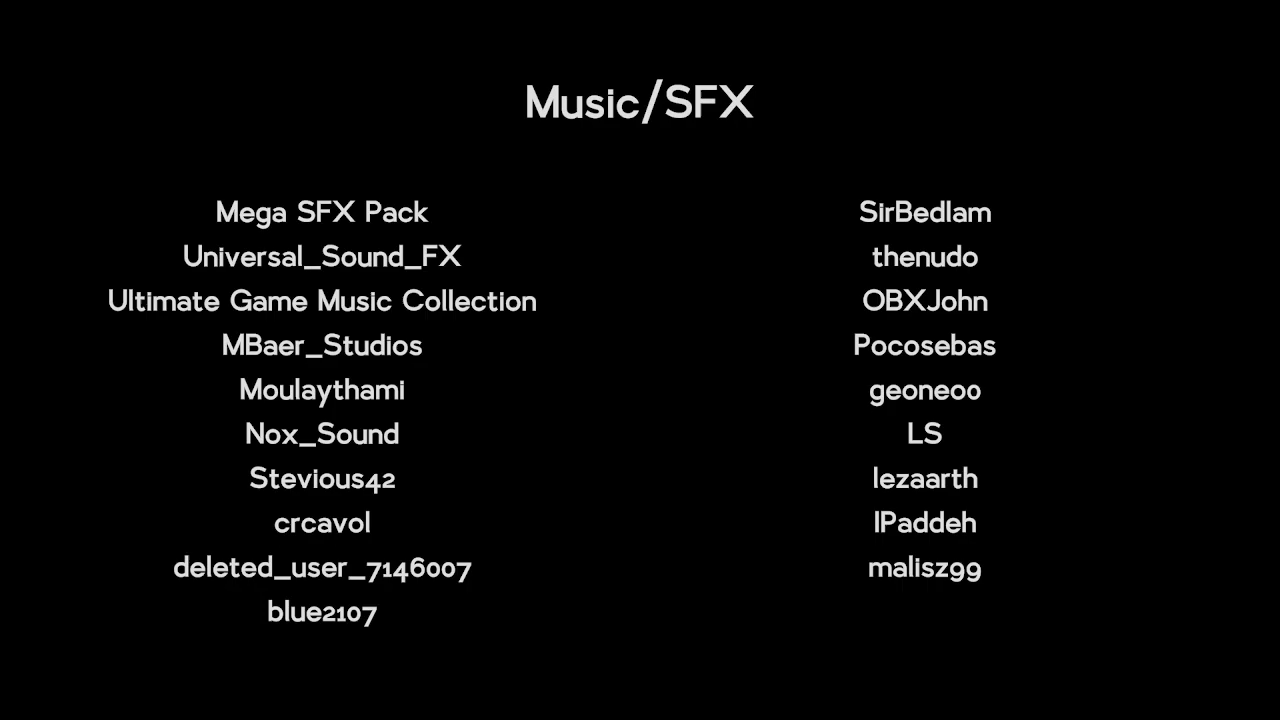 Music/SFX
Mega SFX Pack
Universal_Sound_FX
Ultimate Game Music Collection
MBaer_Studios
Moulaythami
Nox_Sound
Stevious42
crcavol
deleted_user_7146007
blue2107
SirBedlam
thenudo
OBXJohn
Pocosebas
geoneo0
LS
lezaarth
lPaddeh
malisz99